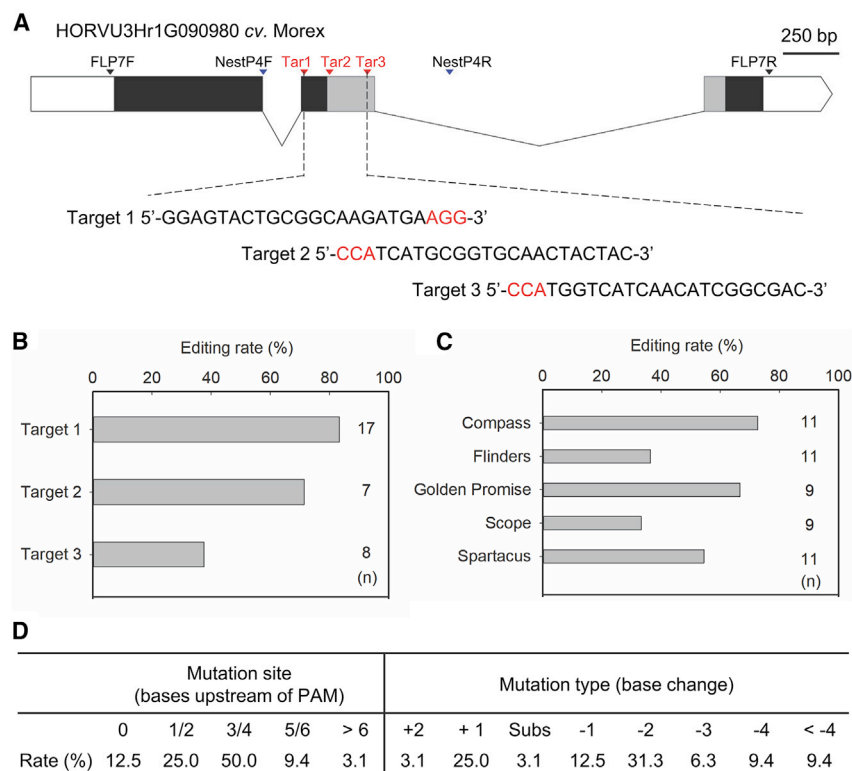 A
HORVU3Hr1G090980 cv. Morex
250 bp
FLP7F NestP4F Tar1 Tar2 Tar3 NestP4R FLP7R
Target 1 5'-GGAGTACTGCGGCAAGATGAAGG-3'
Target 2 5'-CCATCATGCGGTGCAACTACTAC-3'
Target 3 5'-CCATGGTCATCAACATCGGCGAC-3'
B
Editing rate (%)
0 20 40 60 80 100
Target 1 17
Target 2 7
Target 3 8
(n)
C
Editing rate (%)
0 20 40 60 80 100
Compass 11
Flinders 11
Golden Promise 9
Scope 9
Spartacus 11
(n)
D
Mutation site
(bases upstream of PAM)
Mutation type (base change)
0 1/2 3/4 5/6 > 6 +2 + 1 Subs -1 -2 -3 -4 < -4
Rate (%) 12.5 25.0 50.0 9.4 3.1 3.1 25.0 3.1 12.5 31.3 6.3 9.4 9.4